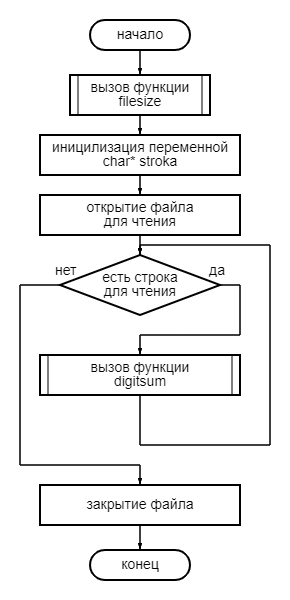 начало
вызов функции
filesize
иницилизация переменной
char* stroka
открытие файла
для чтения
нет
есть строка
да
для чтения
вызов функции
digitsum
закрытие файла
конец